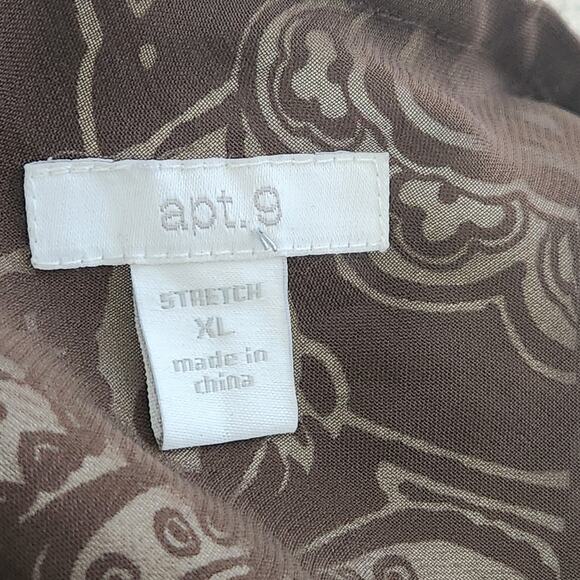 apt.9
STRETCH
XL
made in
china